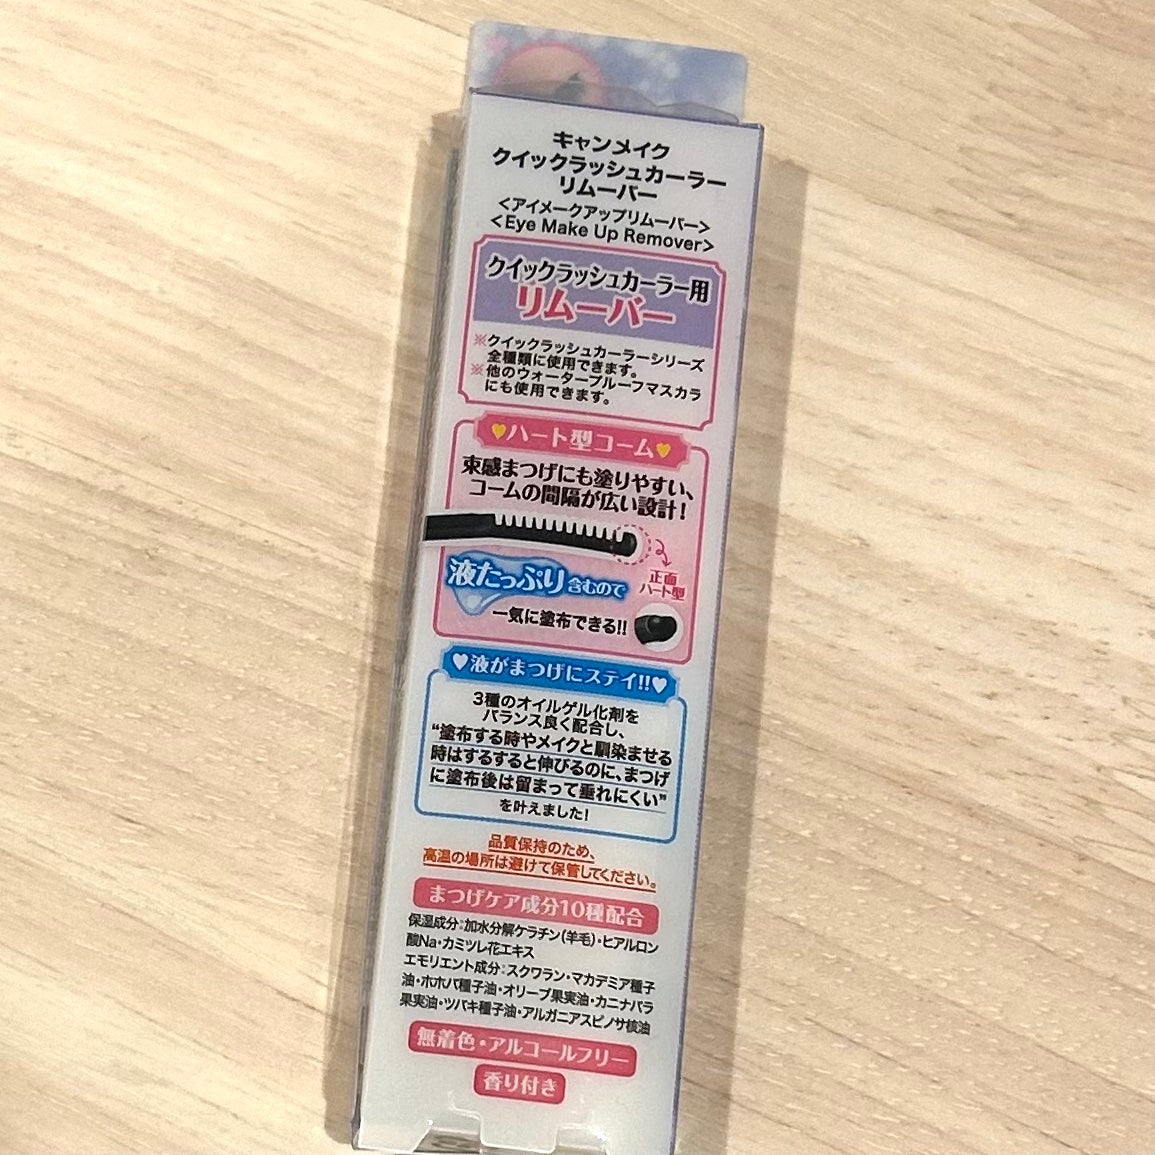 キャンメイク
クイックラッシュカーラー
リムーバー
<アイメークアップリムーバー>
<Eye Make Up Remover>
クイックラッシュカーラー用
リムーバー
※クイックラッシュカーラーシリーズ
全種類に使用できます。
※他のウォータープルーフマスカラ
にも使用できます。
ハート型コーム
束感まつげにも塗りやすい、
コームの間隔が広い設計!
液たっぷり含むので
正面
ハート型
一気に塗布できる!!
液がまつげにステイ!!
3種のオイルゲル化剤を
バランス良く配合し、
“塗布する時やメイクと馴染ませる
時はするすると伸びるのに、まつげ
に塗布後は留まって垂れにくい”
を叶えました!
品質保持のため、
高温の場所は避けて保管してください。
まつげケア成分10種配合
保湿成分:加水分解ケラチン(羊毛)・ヒアルロン
酸Na・カミツレ花エキス
エモリエント成分:スクワラン・マカデミア種子
油・ホホバ種子油・オリーブ果実油・カニナバラ
果実油・ツバキ種子油・アルガニアスピノサ核油
無着色・アルコールフリー
香り付き